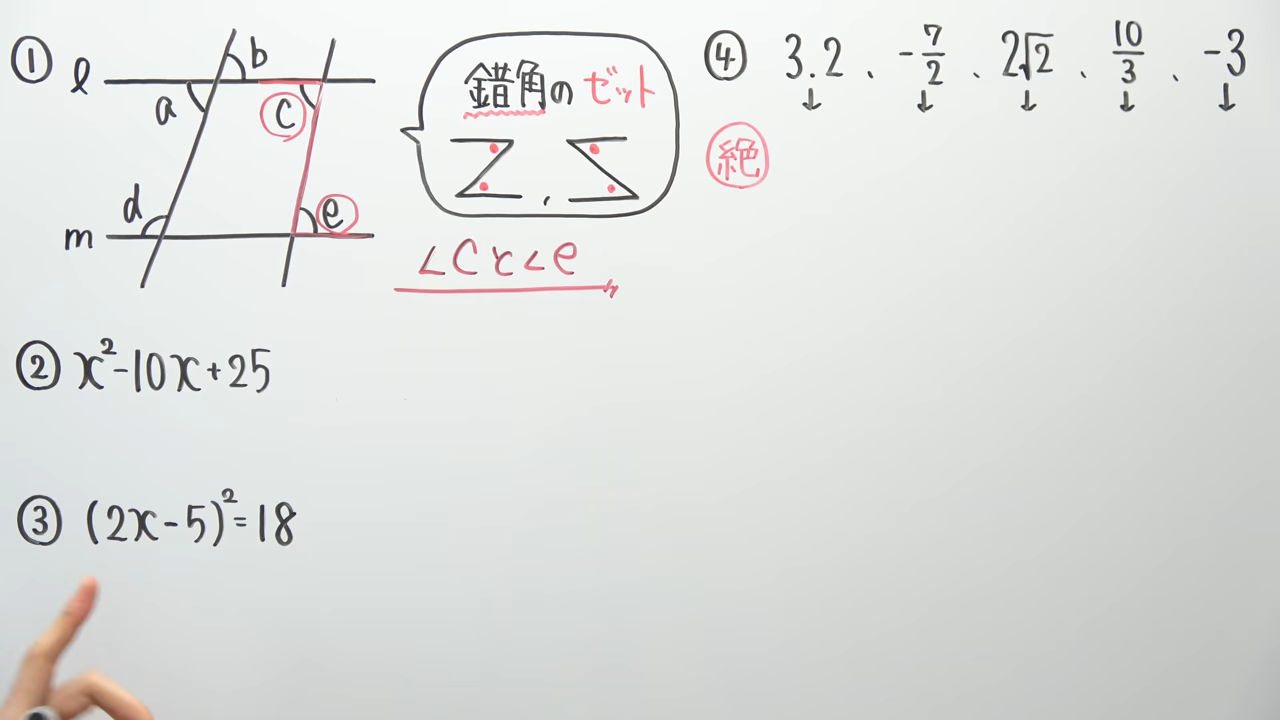 ① ℓ
a
b
c
d
e
m
錯角のゼット
Z、Σ
∠cと∠e
② x²-10x+25
③ (2x-5)²=18
④ 3.2、-7/2、2√2、10/3、-3
↓ ↓ ↓ ↓ ↓
絶